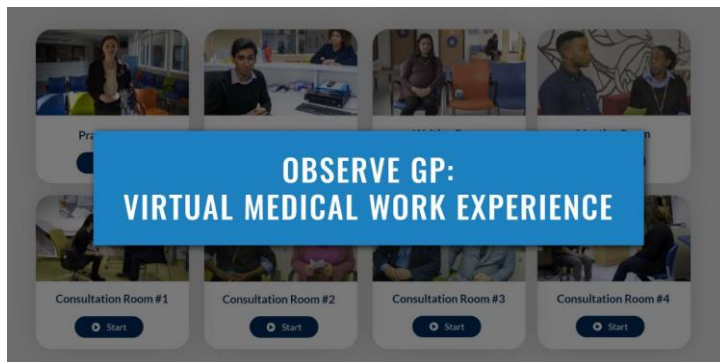 OBSERVE GP:
VIRTUAL MEDICAL WORK EXPERIENCE
Consultation Room #1
Consultation Room #2
Consultation Room #3
Consultation Room #4
Start
Start
Start
Start